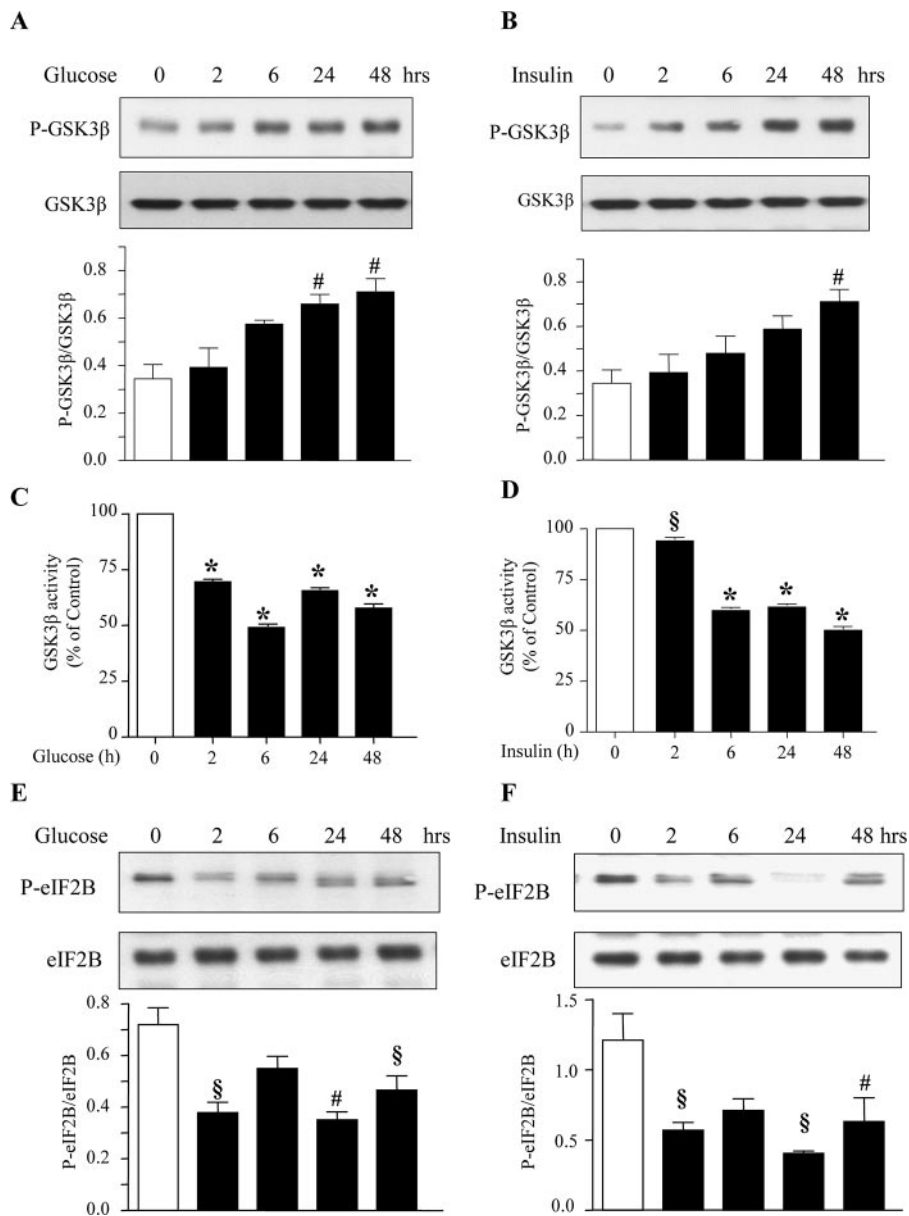 A
Glucose 0 2 6 24 48 hrs
P-GSK3β
GSK3β
P-GSK3β/GSK3β
0.8
0.6
0.4
0.2
0.0
# #
B
Insulin 0 2 6 24 48 hrs
P-GSK3β
GSK3β
P-GSK3β/GSK3β
0.8
0.6
0.4
0.2
0.0
#
C
GSK3β activity
(% of Control)
100
75
50
25
0
* * * *
Glucose (h) 0 2 6 24 48
D
GSK3β activity
(% of Control)
100
75
50
25
0
§ * * *
Insulin (h) 0 2 6 24 48
E
Glucose 0 2 6 24 48 hrs
P-eIF2B
eIF2B
P-eIF2B/eIF2B
0.8
0.6
0.4
0.2
0.0
§ # §
F
Insulin 0 2 6 24 48 hrs
P-eIF2B
eIF2B
P-eIF2B/eIF2B
1.5
1.0
0.5
0.0
§ § #